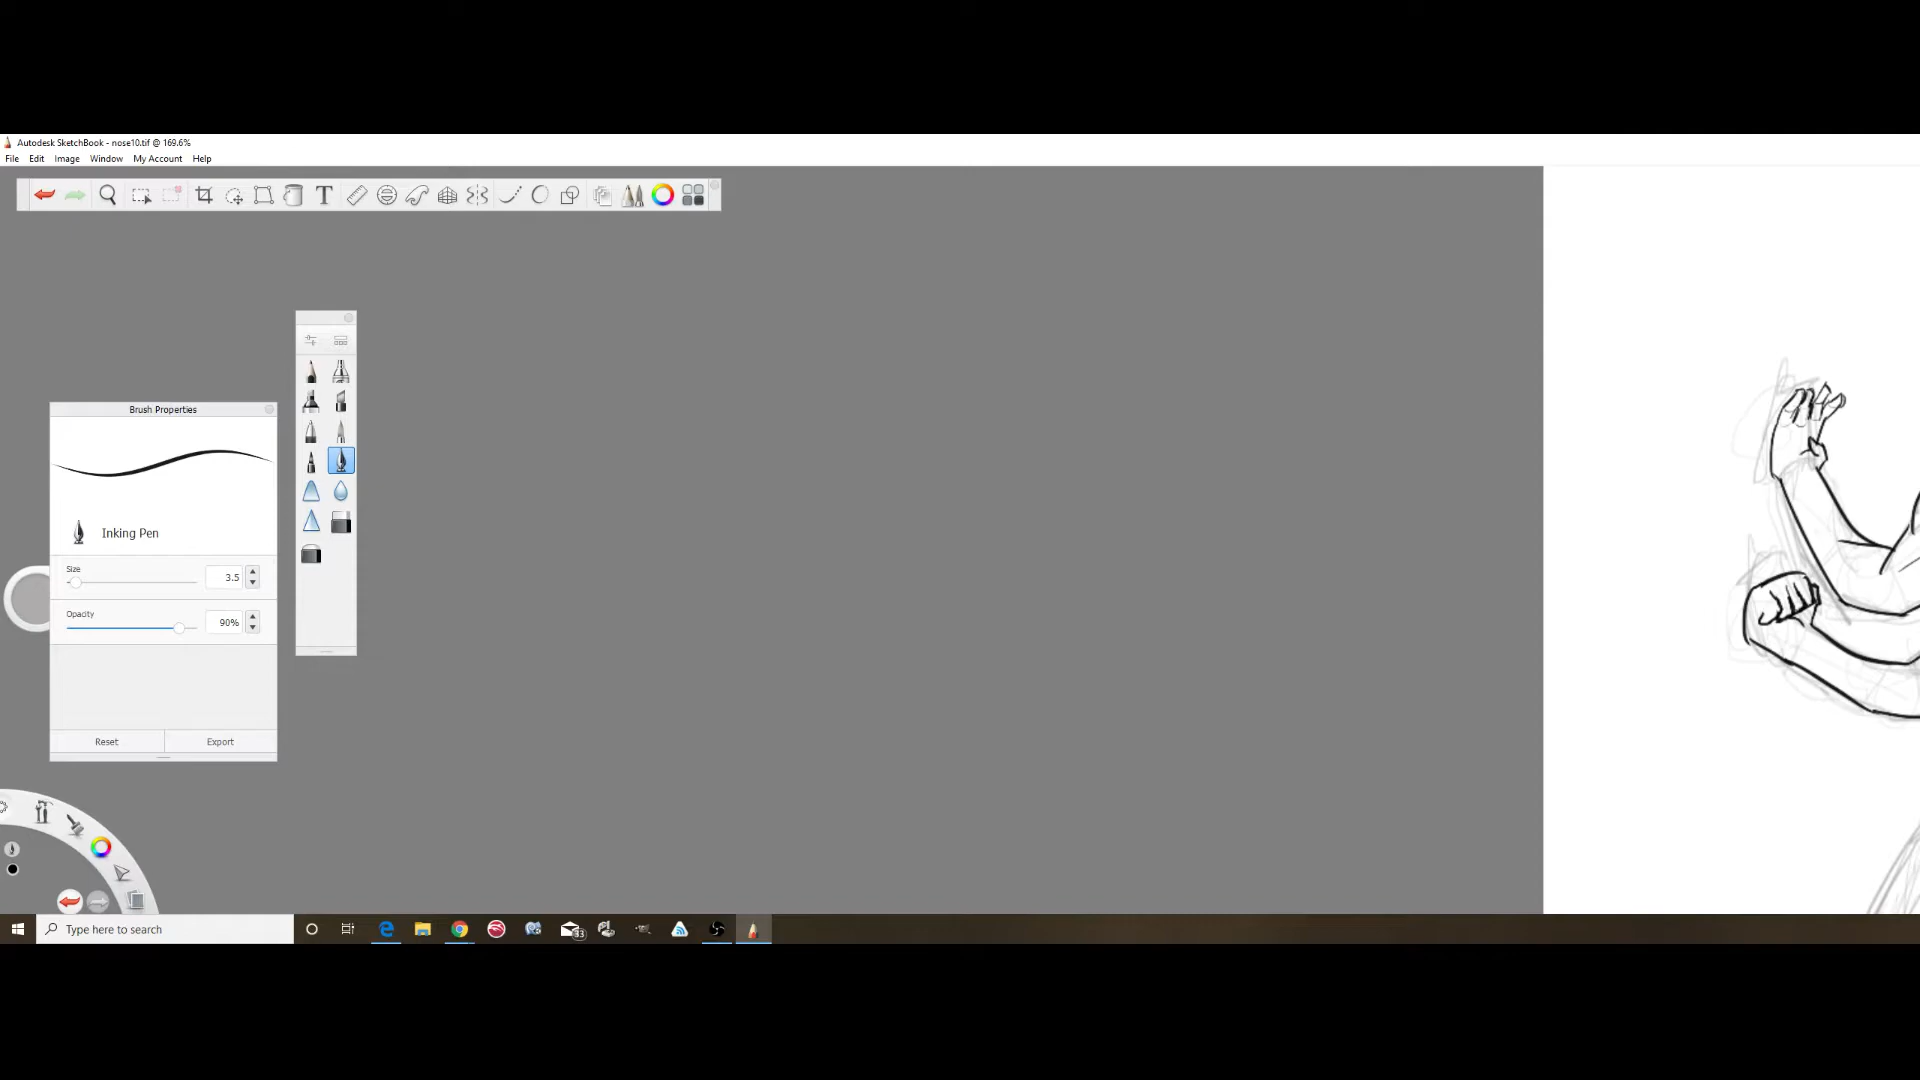 Autodesk SketchBook - nose10.tif @ 169.6%
File Edit Image Window My Account Help
T
Brush Properties
Inking Pen
Size
3.5
Opacity
90%
Reset Export
Type here to search
33